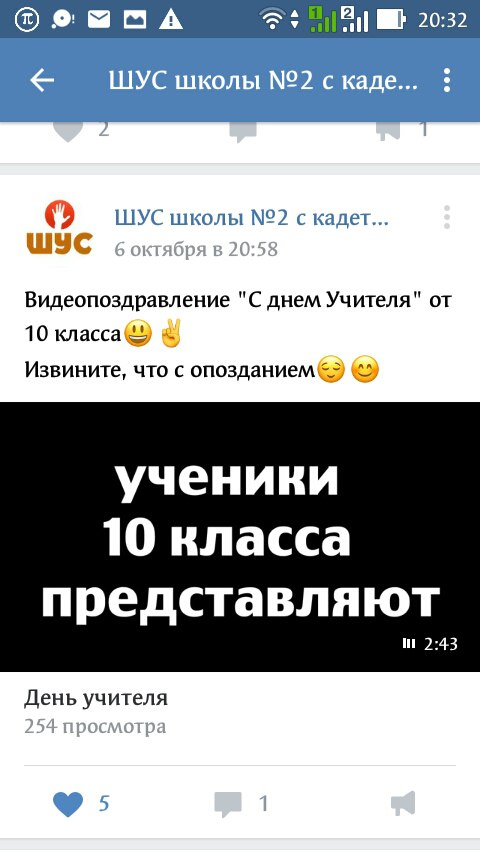 20:32
ШУС школы №2 с каде...
2
1
ШУС
ШУС школы №2 с кадет...
6 октября в 20:58
Видеопоздравление "С днем Учителя" от
10 класса😃✌
Извините, что с опозданием😌😊
ученики
10 класса
представляют
2:43
День учителя
254 просмотра
5
1